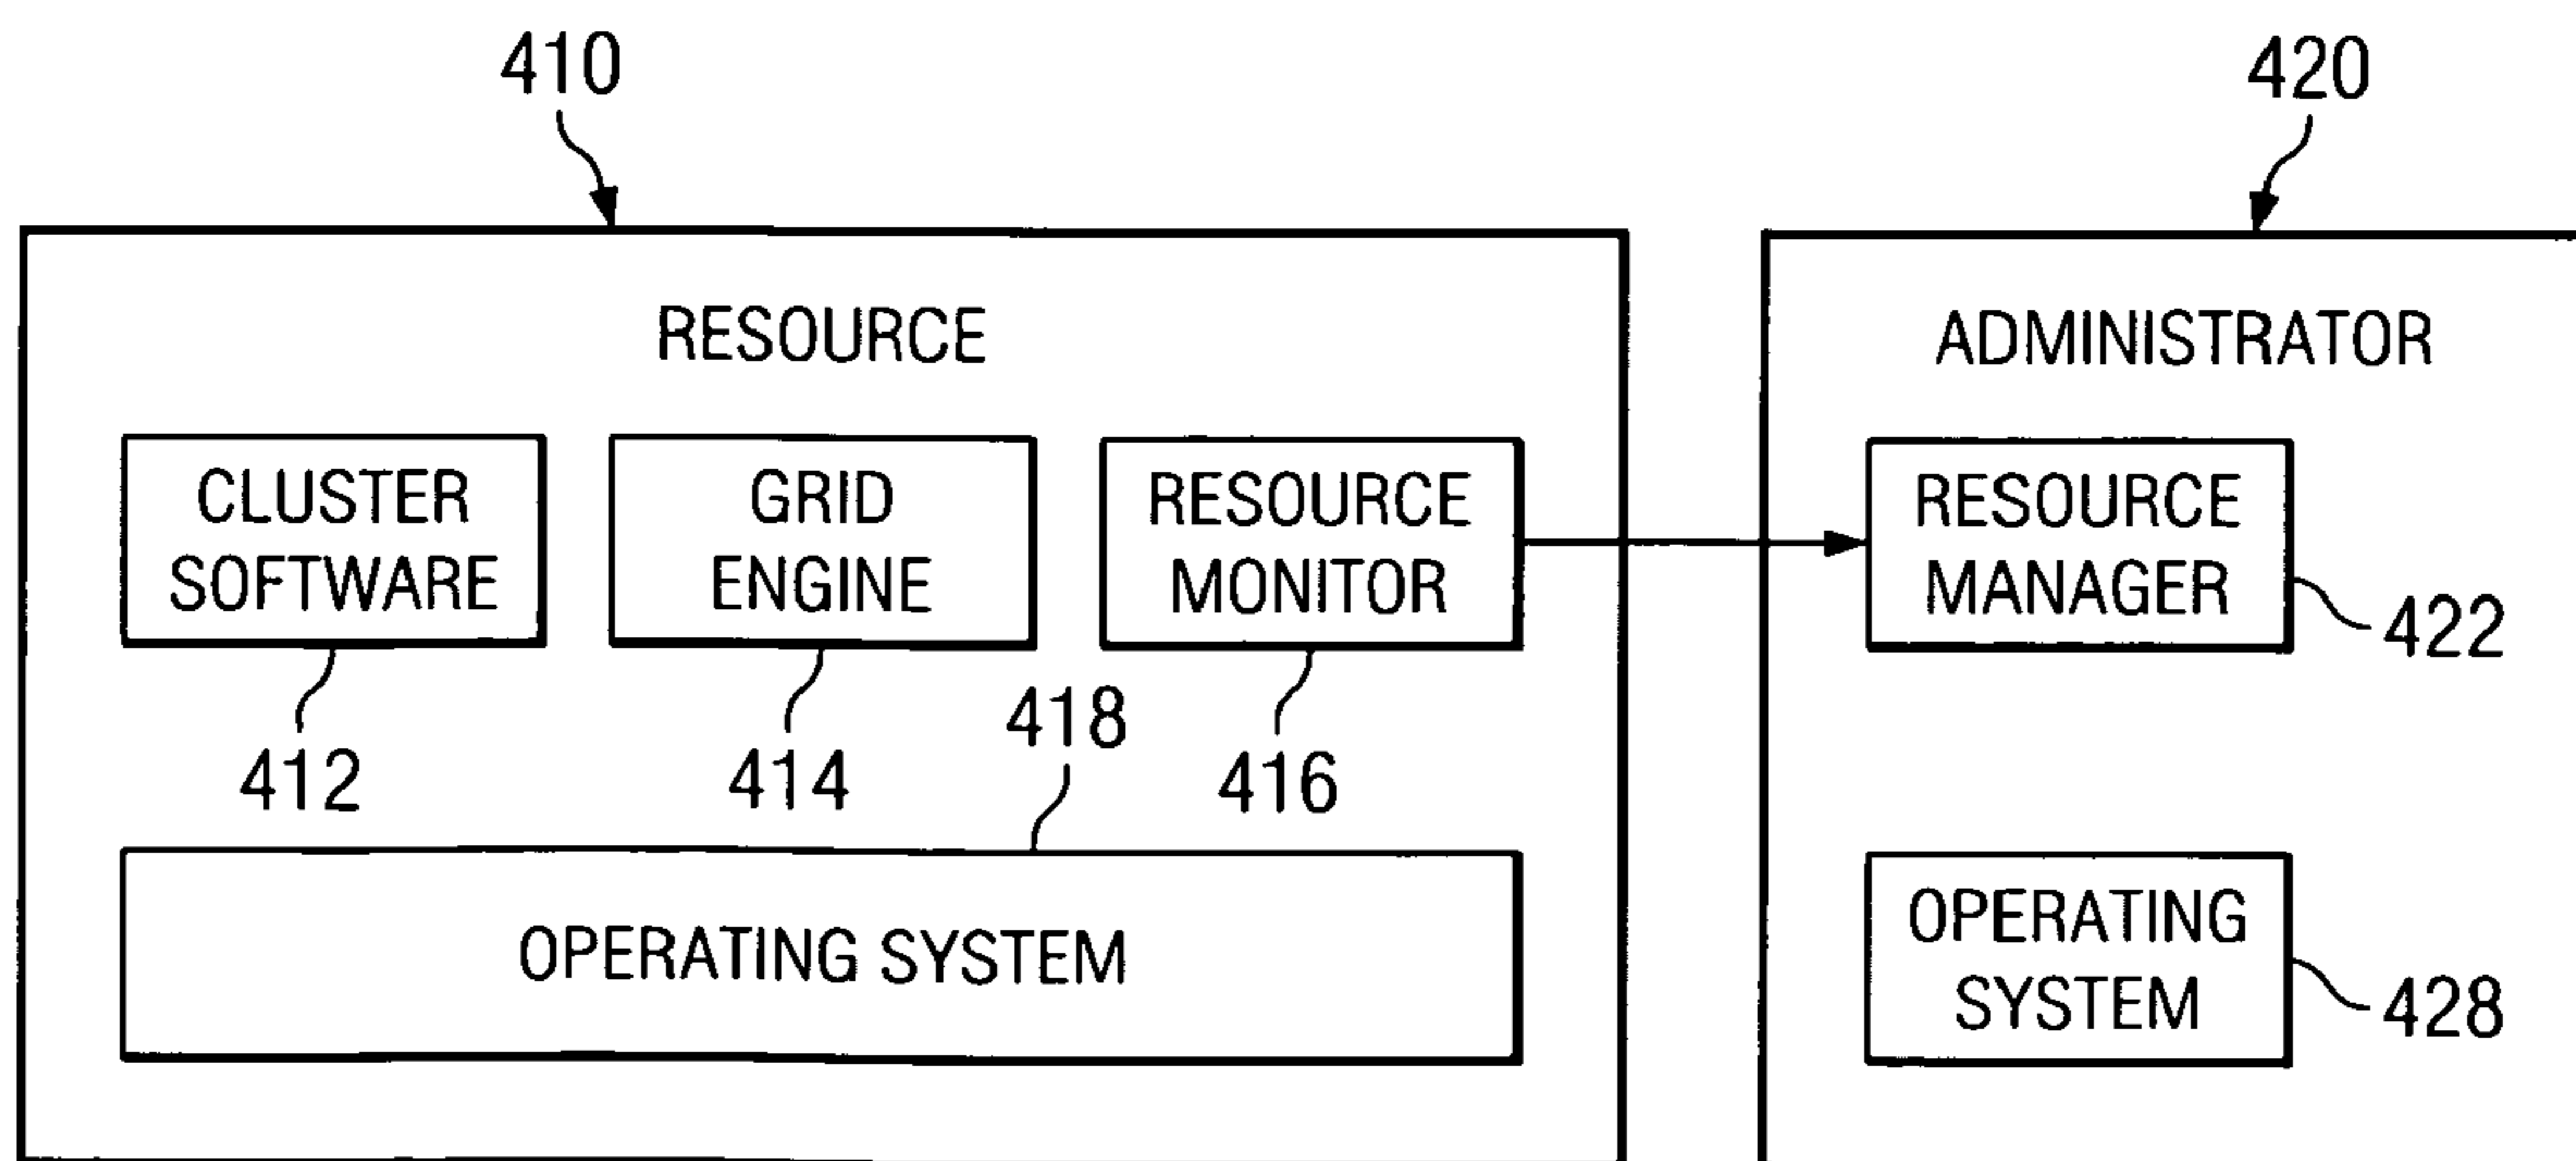 410
420
RESOURCE
ADMINISTRATOR
CLUSTER
SOFTWARE
GRID
ENGINE
RESOURCE
MONITOR
RESOURCE
MANAGER
422
412
414
418
416
OPERATING SYSTEM
OPERATING
SYSTEM
428